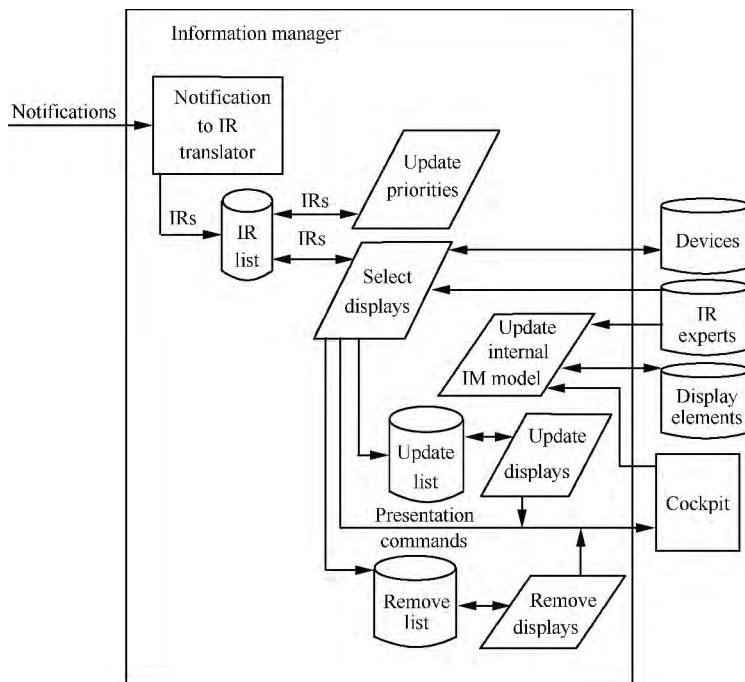 Information manager
Notifications
Notification
to IR
translator
IRs
IR
list
IRs
IRs
Update
priorities
Select
displays
Devices
IR
experts
Update
internal
IM model
Display
elements
Update
list
Update
displays
Cockpit
Presentation
commands
Remove
list
Remove
displays